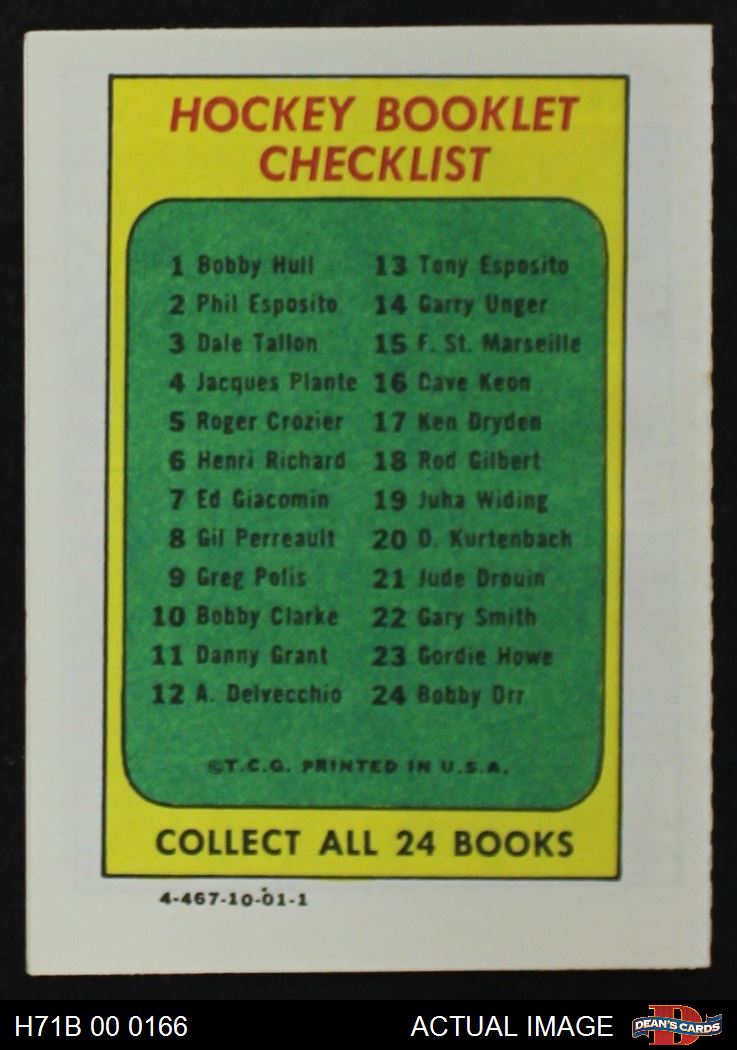 HOCKEY BOOKLET
CHECKLIST
1 Bobby Hull
2 Phil Esposito
3 Dale Tallon
4 Jacques Plante
5 Roger Crozier
6 Henri Richard
7 Ed Giacomin
8 Gil Perreault
9 Greg Polis
10 Bobby Clarke
11 Danny Grant
12 A. Delvecchio
13 Tony Esposito
14 Garry Unger
15 F. St. Marseille
16 Dave Keon
17 Ken Dryden
18 Rod Gilbert
19 Juha Widing
20 O. Kurtenbach
21 Jude Drouin
22 Gary Smith
23 Gordie Howe
24 Bobby Orr
©T.C.G. PRINTED IN U.S.A.
COLLECT ALL 24 BOOKS
4-467-10-01-1
H71B 00 0166
ACTUAL IMAGE
DEAN'S CARDS